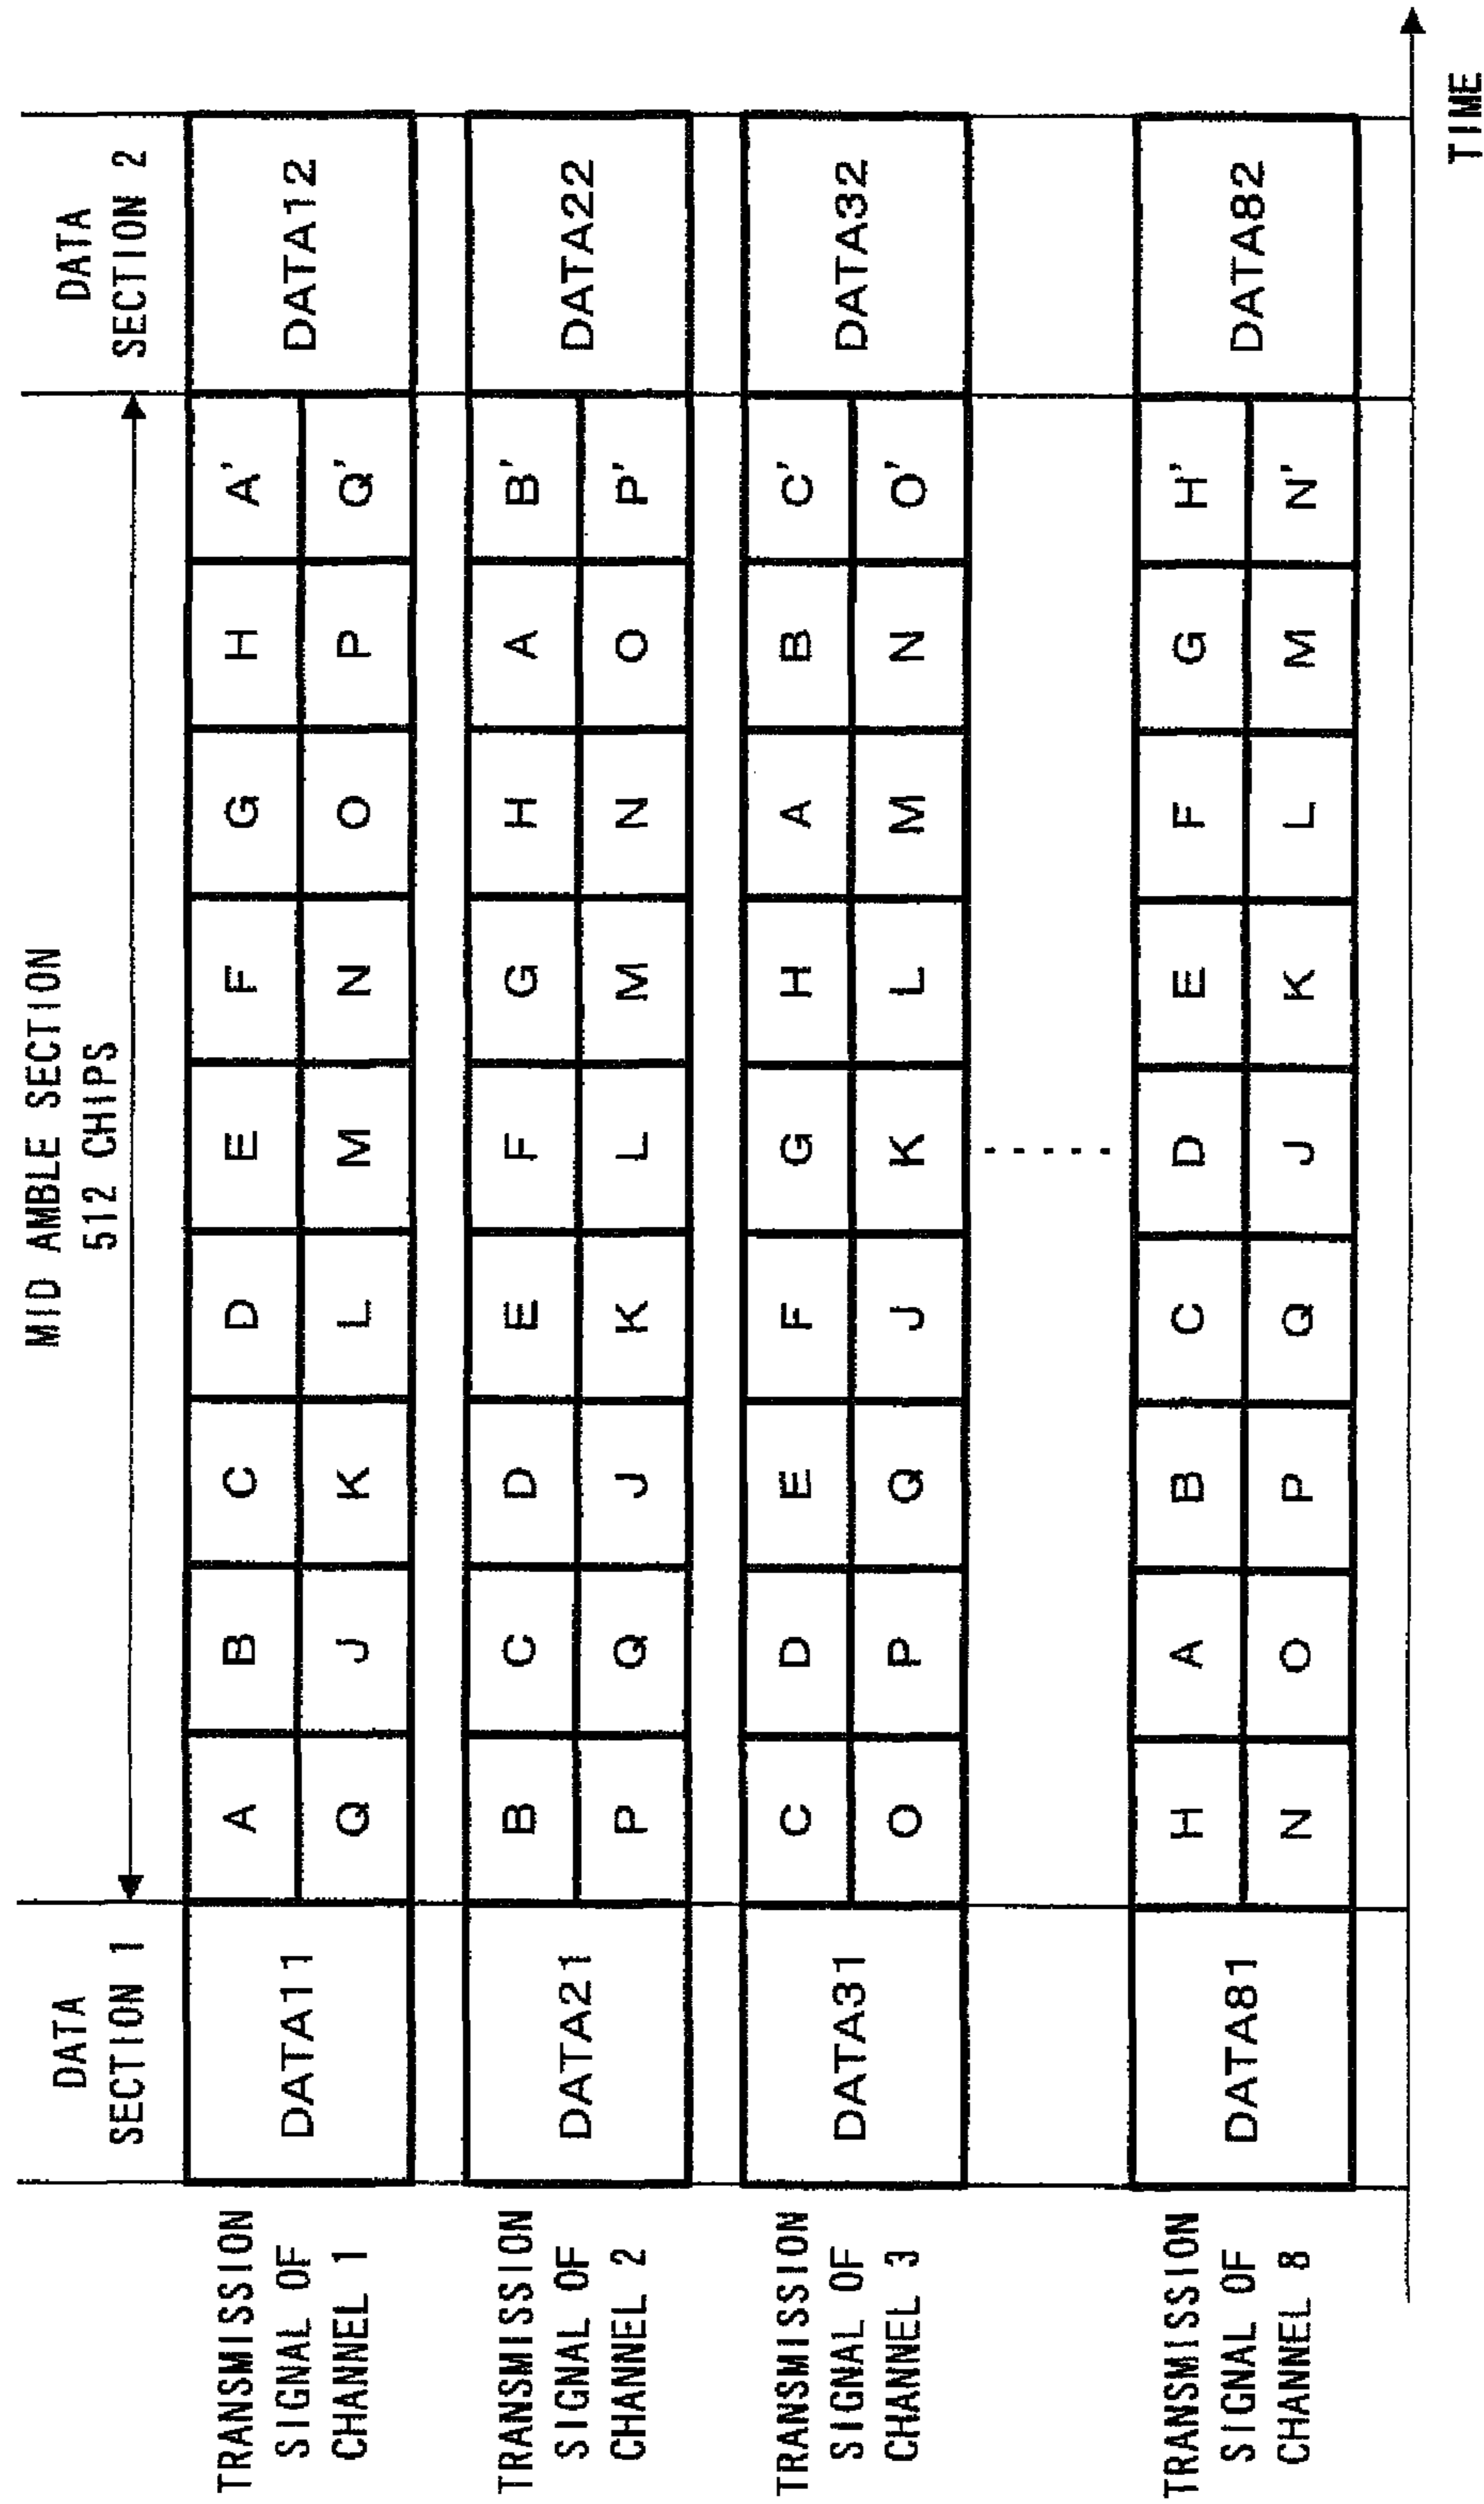 DATA
SECTION 1
MID AMBLE SECTION
512 CHIPS
DATA
SECTION 2
TRANSMISSION
SIGNAL OF
CHANNEL 1
DATA11
A B C D E F G H A'
Q J K L M N O P Q'
DATA12
TRANSMISSION
SIGNAL OF
CHANNEL 2
DATA21
B C D E F G H A B'
P Q J K L M N O P'
DATA22
TRANSMISSION
SIGNAL OF
CHANNEL 3
DATA31
C D E F G H A B C'
O P Q J K L M N O'
DATA32
TRANSMISSION
SIGNAL OF
CHANNEL 8
DATA81
H A B C D E F G H'
N O P Q J K L M N'
DATA82
TIME